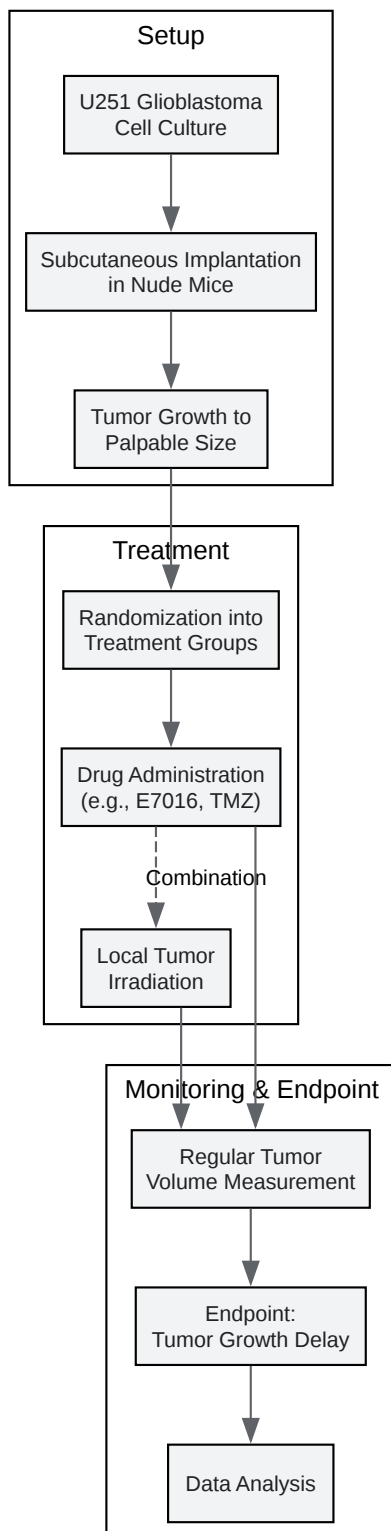 Setup
U251 Glioblastoma
Cell Culture
Subcutaneous Implantation
in Nude Mice
Tumor Growth to
Palpable Size
Treatment
Randomization into
Treatment Groups
Drug Administration
(e.g., E7016, TMZ)
Combination
Local Tumor
Irradiation
Monitoring & Endpoint
Regular Tumor
Volume Measurement
Endpoint:
Tumor Growth Delay
Data Analysis